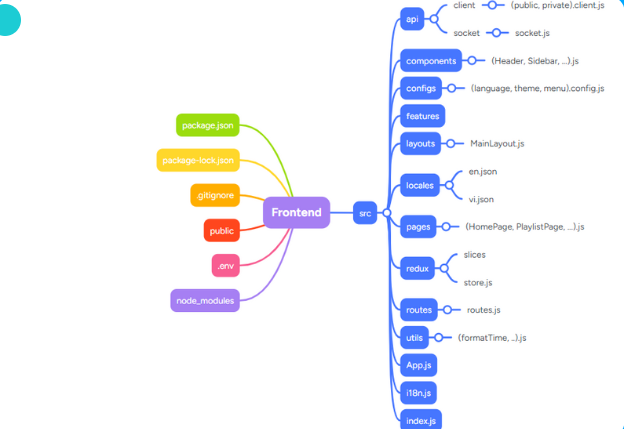 client
(public, private).client.js
api
socket
socket.js
components
(Header, Sidebar, ...).js
configs
(language, theme, menu).config.js
features
layouts
MainLayout.js
locales
en.json
vi.json
pages
(HomePage, PlaylistPage, ...).js
redux
slices
store.js
routes
routes.js
utils
(formatTime, ..).js
App.js
i18n.js
index.js
src
Frontend
package.json
package-lock.json
.gitignore
public
.env
node_modules